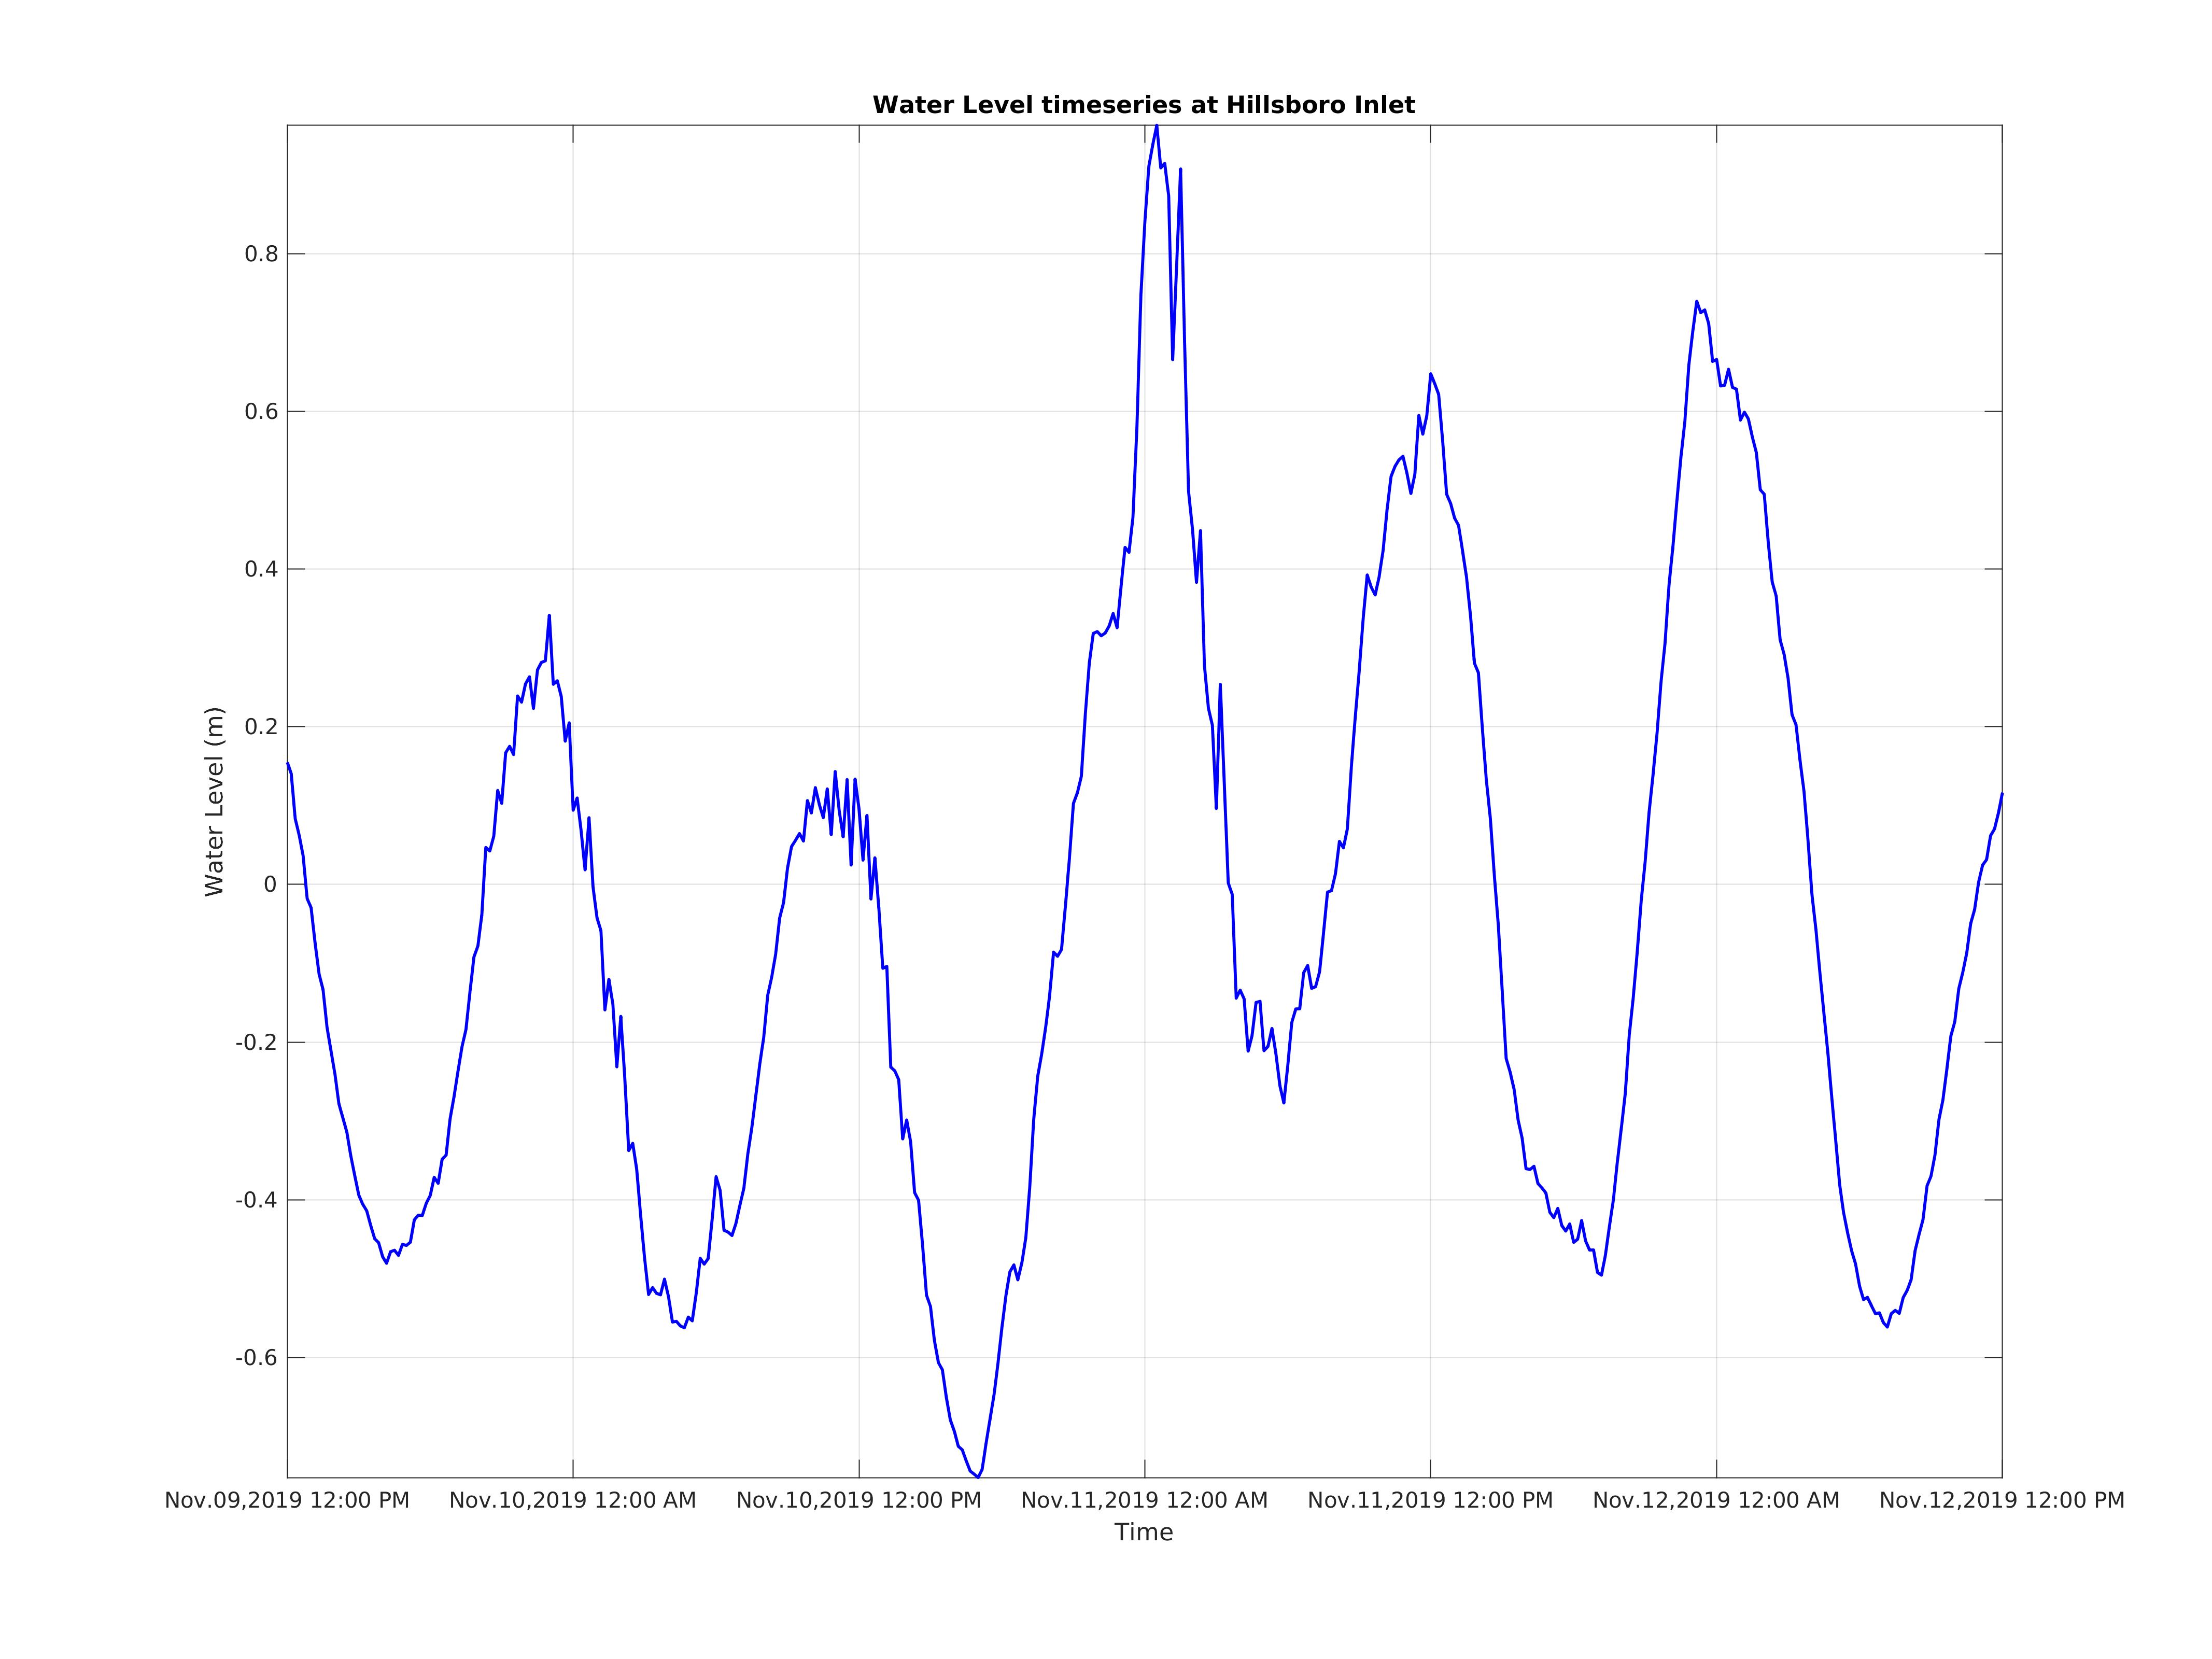 Water Level timeseries at Hillsboro Inlet
0.8
0.6
0.4
0.2
0
-0.2
-0.4
-0.6
Water Level (m)
Nov.09,2019 12:00 PM Nov.10,2019 12:00 AM Nov.10,2019 12:00 PM Nov.11,2019 12:00 AM Nov.11,2019 12:00 PM Nov.12,2019 12:00 AM Nov.12,2019 12:00 PM
Time